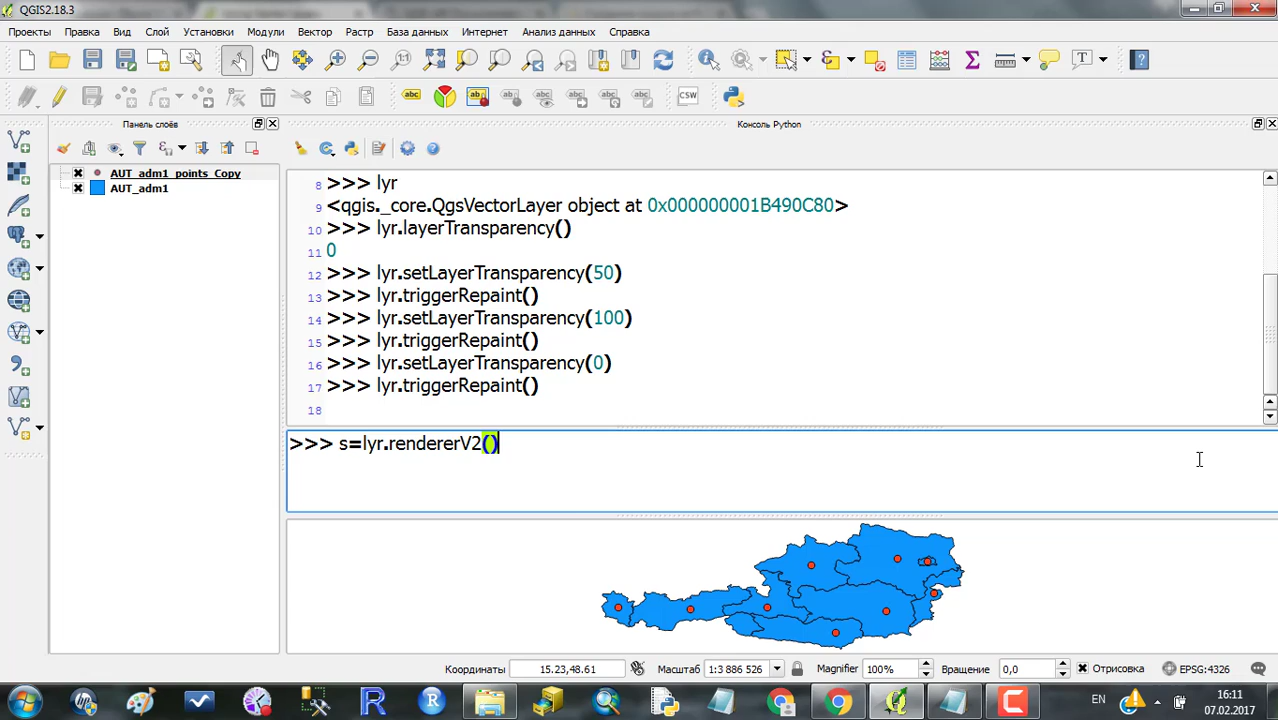 QGIS2.18.3
Проекты Правка Вид Слой Установки Модули Вектор Растр База данных Интернет Анализ данных Справка
Панель слоёв
Консоль Python
AUT_adm1_points_Copy
AUT_adm1
8 >>> lyr
9 <qgis._core.QgsVectorLayer object at 0x000000001B490C80>
10 >>> lyr.layerTransparency()
11 0
12 >>> lyr.setLayerTransparency(50)
13 >>> lyr.triggerRepaint()
14 >>> lyr.setLayerTransparency(100)
15 >>> lyr.triggerRepaint()
16 >>> lyr.setLayerTransparency(0)
17 >>> lyr.triggerRepaint()
18
>>> s=lyr.rendererV2()
Координаты 15.23,48.61 Масштаб 1:3 886 526 Magnifier 100% Вращение 0,0 Отрисовка EPSG:4326
EN 16:11
07.02.2017